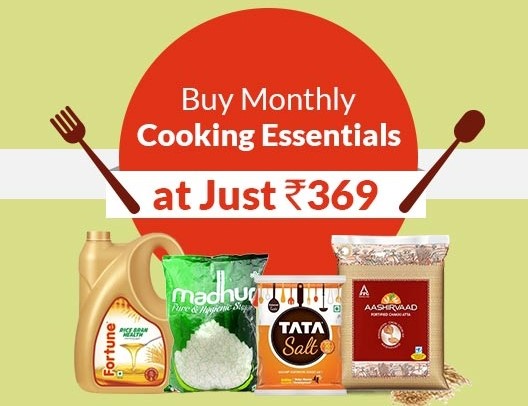 Buy Monthly
Cooking Essentials
at Just ₹369
Fortune
RICE BRAN
HEALTH
madhur
Pure & Hygienic Sugar
TATA
Salt
AASHIRVAAD
FORTIFIED CHAKKI ATTA